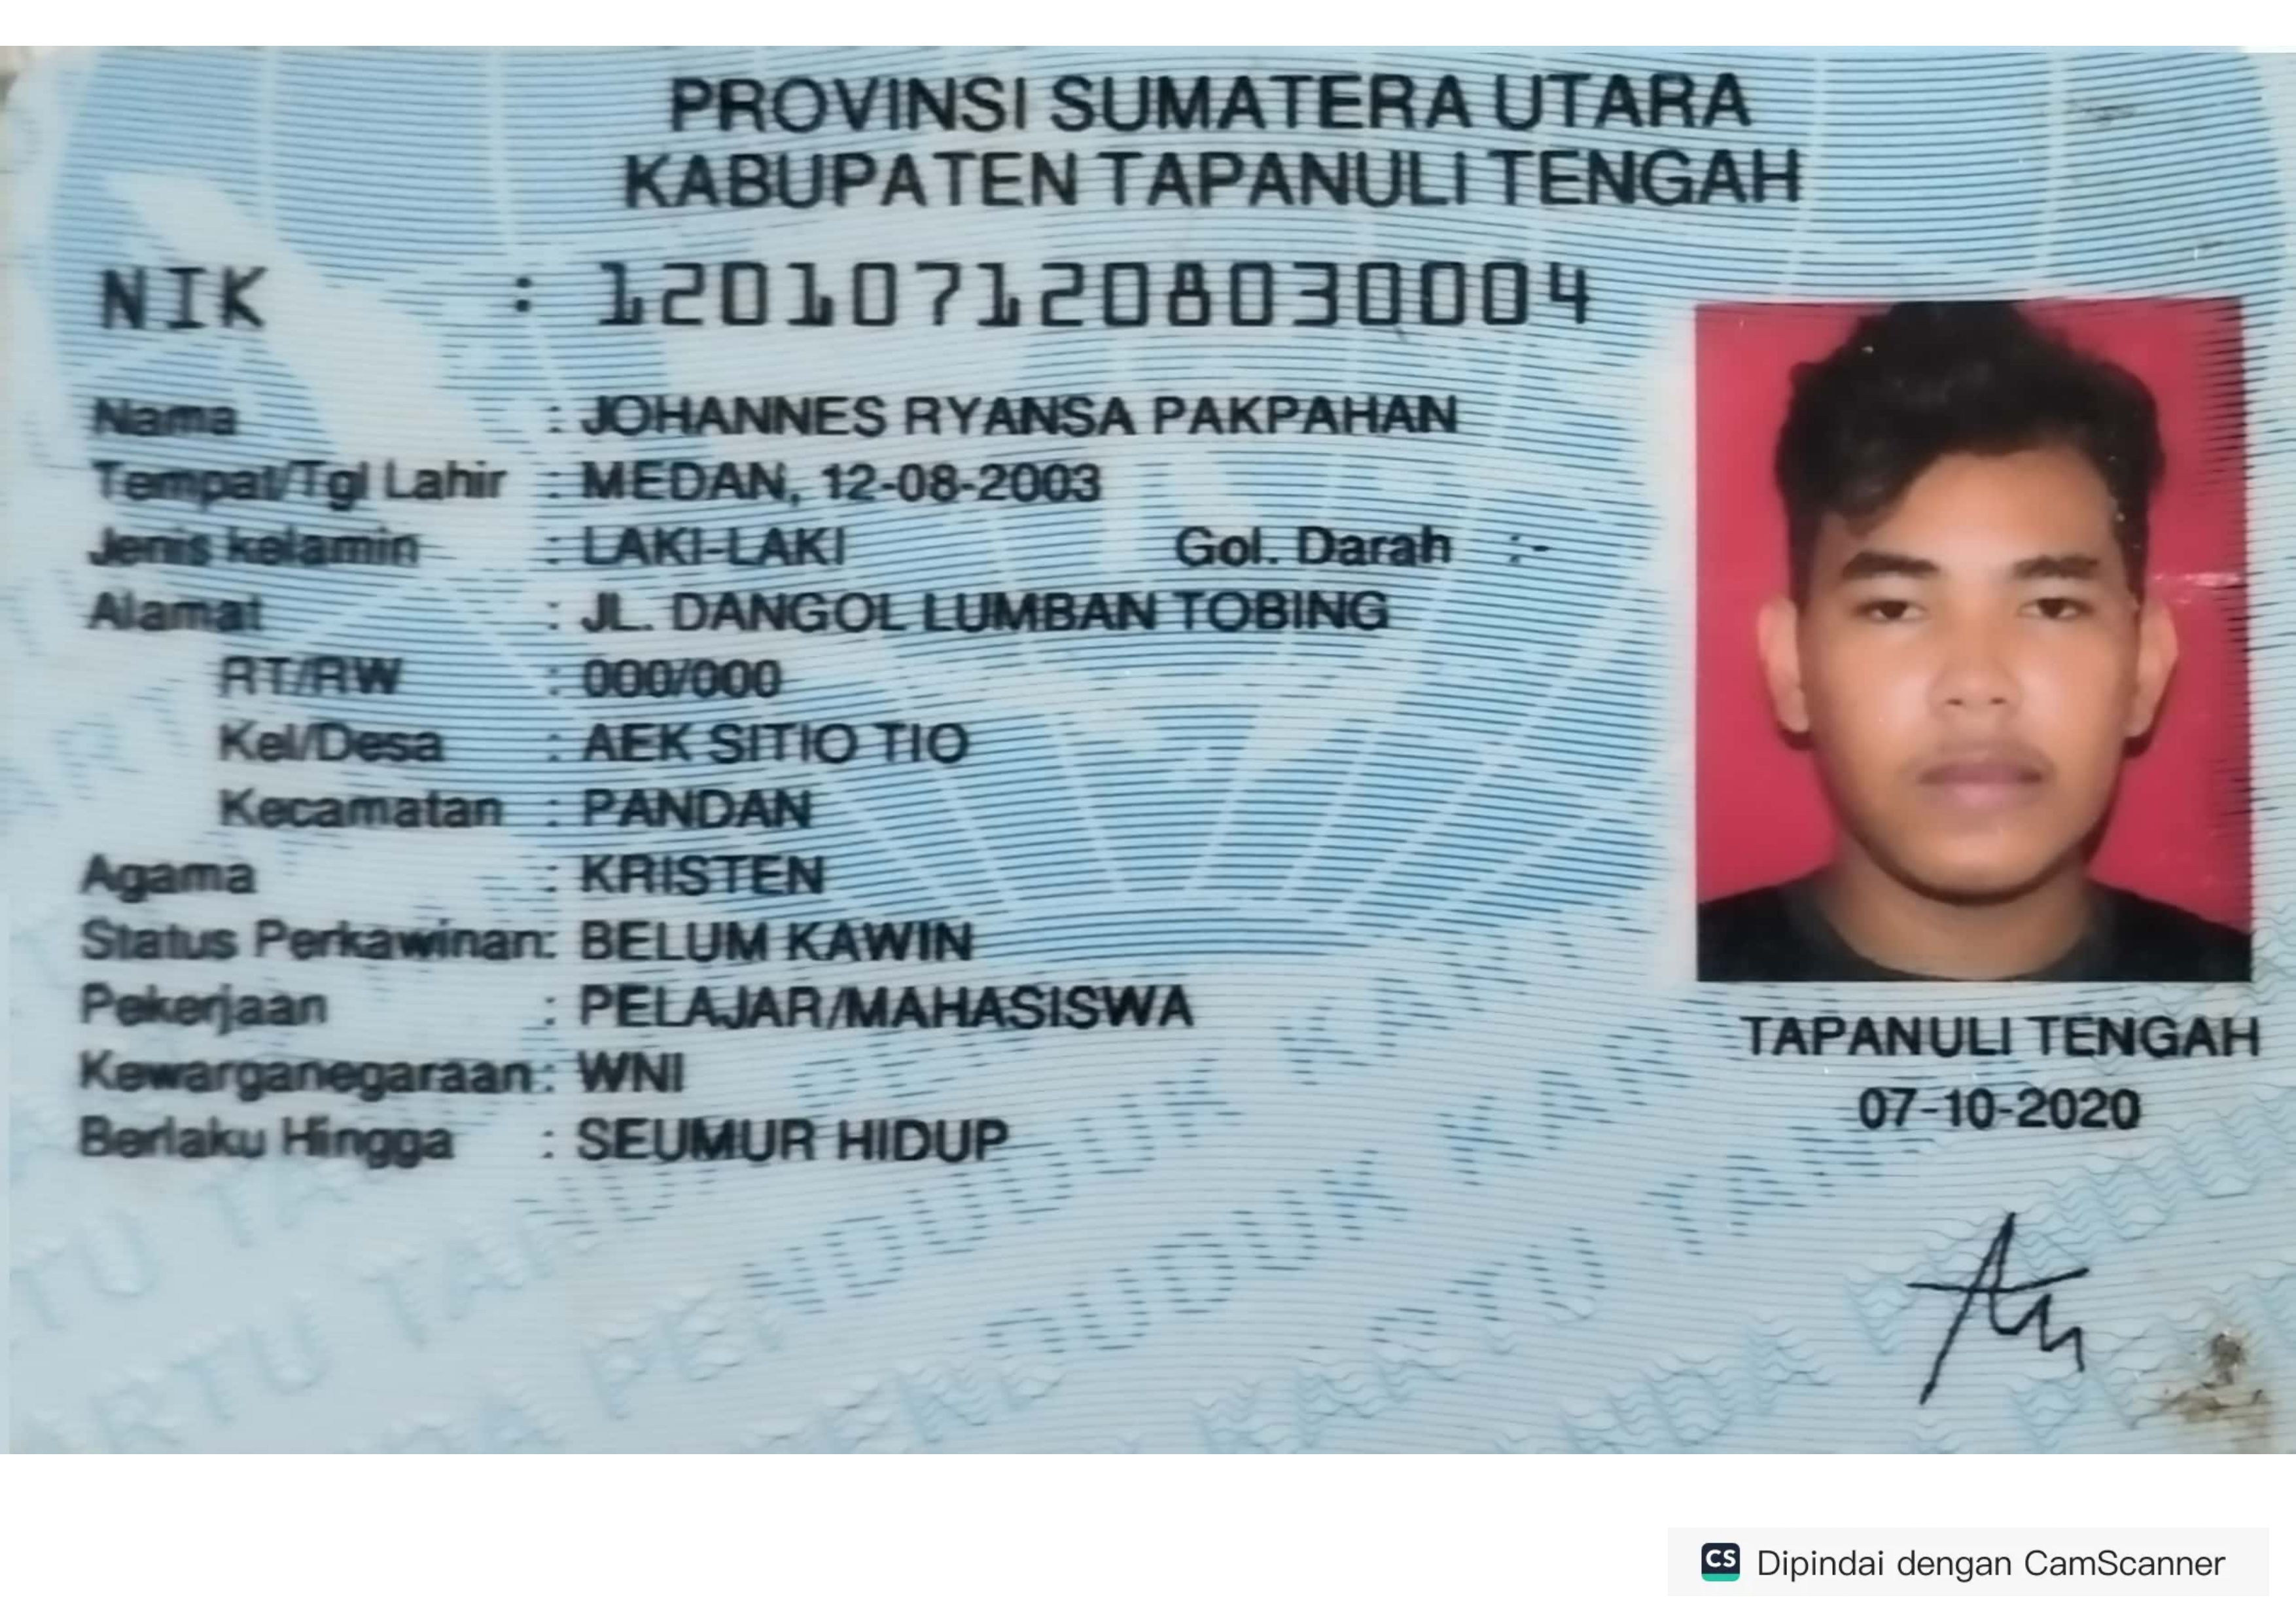 PROVINSI SUMATERA UTARA
KABUPATEN TAPANULI TENGAH
NIK : 1201071208030004
Nama : JOHANNES RYANSA PAKPAHAN
Tempat/Tgl Lahir : MEDAN, 12-08-2003
Jenis kelamin : LAKI-LAKI Gol. Darah :-
Alamat : JL. DANGOL LUMBAN TOBING
RT/RW : 000/000
Kel/Desa : AEK SITIO TIO
Kecamatan : PANDAN
Agama : KRISTEN
Status Perkawinan: BELUM KAWIN
Pekerjaan : PELAJAR/MAHASISWA
Kewarganegaraan: WNI
Berlaku Hingga : SEUMUR HIDUP
TAPANULI TENGAH
07-10-2020
CS Dipindai dengan CamScanner